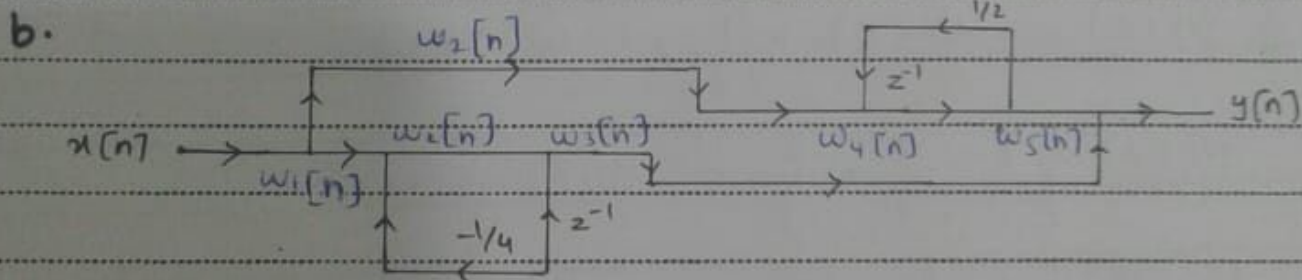 b.
1/2
w₂[n]
z⁻¹
x[n] w₂[n] w₃[n] w₄[n] w₅[n] y[n]
w₁[n]
-1/4 z⁻¹